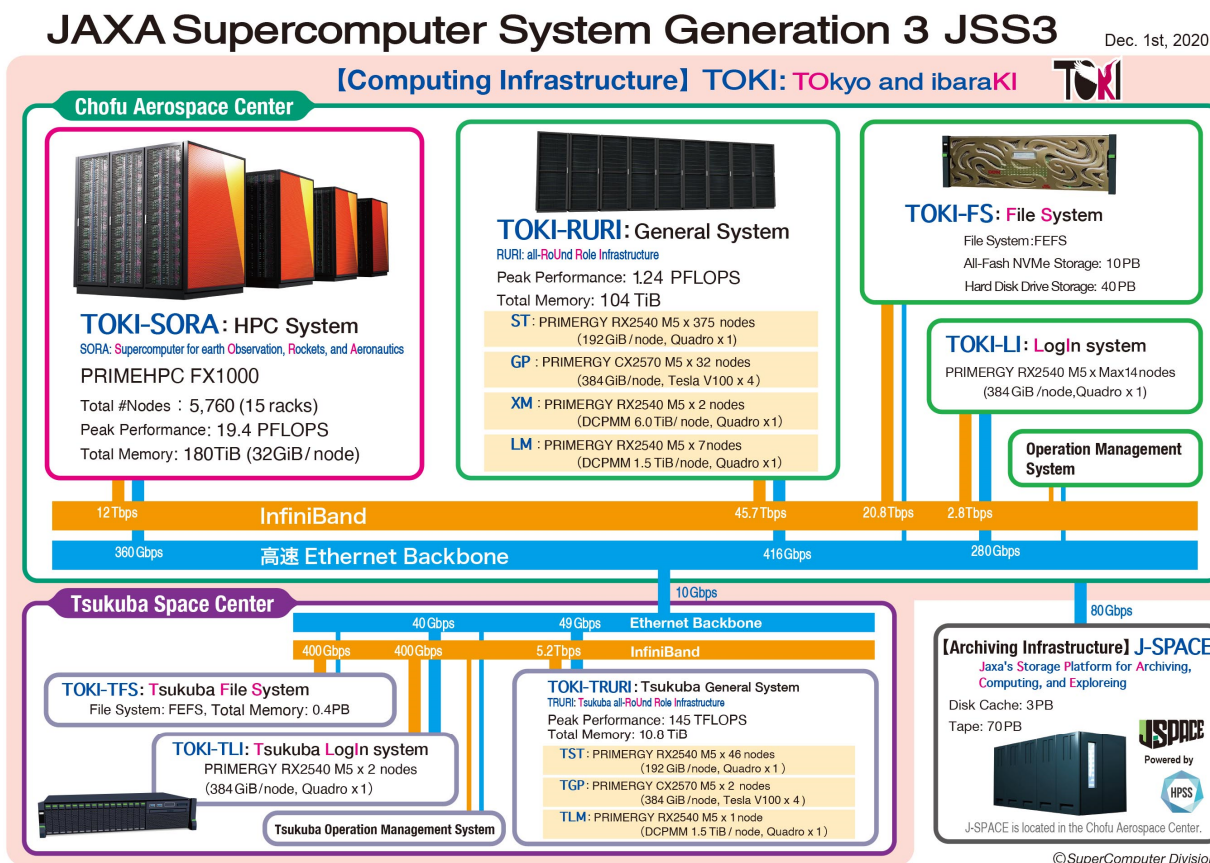 JAXA Supercomputer System Generation 3 JSS3
Dec. 1st, 2020
【Computing Infrastructure】 TOKI: TOkyo and ibaraKI
TOKI
Chofu Aerospace Center
TOKI-SORA: HPC System
SORA: Supercomputer for earth Observation, Rockets, and Aeronautics
PRIMEHPC FX1000
Total #Nodes : 5,760 (15 racks)
Peak Performance: 19.4 PFLOPS
Total Memory: 180TiB (32GiB/node)
TOKI-RURI: General System
RURI: all-RoUnd Role Infrastructure
Peak Performance: 1.24 PFLOPS
Total Memory: 104 TiB
ST: PRIMERGY RX2540 M5 x 375 nodes
(192GiB/node, Quadro x 1)
GP : PRIMERGY CX2570 M5 x 32 nodes
(384GiB/node, Tesla V100 x 4)
XM : PRIMERGY RX2540 M5 x 2 nodes
(DCPMM 6.0TiB/ node, Quadro x1)
LM : PRIMERGY RX2540 M5 x 7nodes
(DCPMM 1.5 TiB/node, Quadro x1)
TOKI-FS: File System
File System:FEFS
All-Fash NVMe Storage: 10PB
Hard Disk Drive Storage: 40PB
TOKI-LI: LogIn system
PRIMERGY RX2540 M5 x Max14nodes
(384GiB /node,Quadro x 1)
Operation Management
System
12Tbps
InfiniBand
45.7Tbps
20.8Tbps
2.8Tbps
360Gbps
高速 Ethernet Backbone
416Gbps
280Gbps
10Gbps
80Gbps
Tsukuba Space Center
40Gbps
49Gbps
Ethernet Backbone
400Gbps
400Gbps
5.2Tbps
InfiniBand
TOKI-TFS: Tsukuba File System
File System: FEFS, Total Memory: 0.4PB
TOKI-TLI: Tsukuba LogIn system
PRIMERGY RX2540 M5 x 2 nodes
(384GiB/node, Quadro x 1)
Tsukuba Operation Management System
TOKI-TRURI: Tsukuba General System
TRURI: Tsukuba all-RoUnd Role Infrastructure
Peak Performance: 145 TFLOPS
Total Memory: 10.8 TiB
TST: PRIMERGY RX2540 M5 x 46 nodes
(192 GiB/node, Quadro x 1 )
TGP: PRIMERGY CX2570 M5 x 2 nodes
(384 GiB/node, Tesla V100 x 4 )
TLM: PRIMERGY RX2540 M5 x 1node
(DCPMM 1.5 TiB/ node, Quadro x 1)
【Archiving Infrastructure】 J-SPACE
Jaxa's Storage Platform for Archiving,
Computing, and Exploreing
Disk Cache: 3PB
Tape: 70PB
J-SPACE
Powered by
HPSS
J-SPACE is located in the Chofu Aerospace Center.
©SuperComputer Division